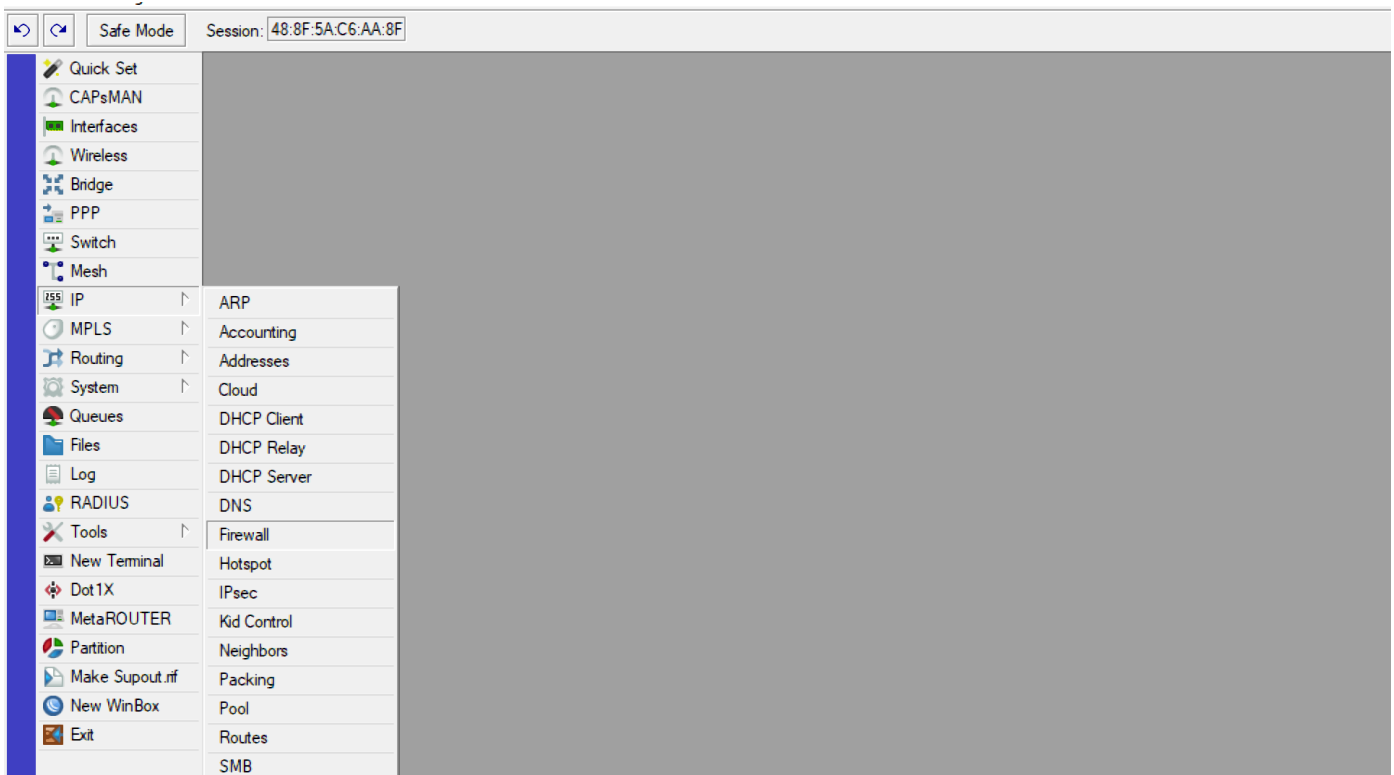 Safe Mode
Session: 48:8F:5A:C6:AA:8F
Quick Set
CAPsMAN
Interfaces
Wireless
Bridge
PPP
Switch
Mesh
IP
MPLS
Routing
System
Queues
Files
Log
RADIUS
Tools
New Terminal
Dot1X
MetaROUTER
Partition
Make Supout.rif
New WinBox
Exit
ARP
Accounting
Addresses
Cloud
DHCP Client
DHCP Relay
DHCP Server
DNS
Firewall
Hotspot
IPsec
Kid Control
Neighbors
Packing
Pool
Routes
SMB